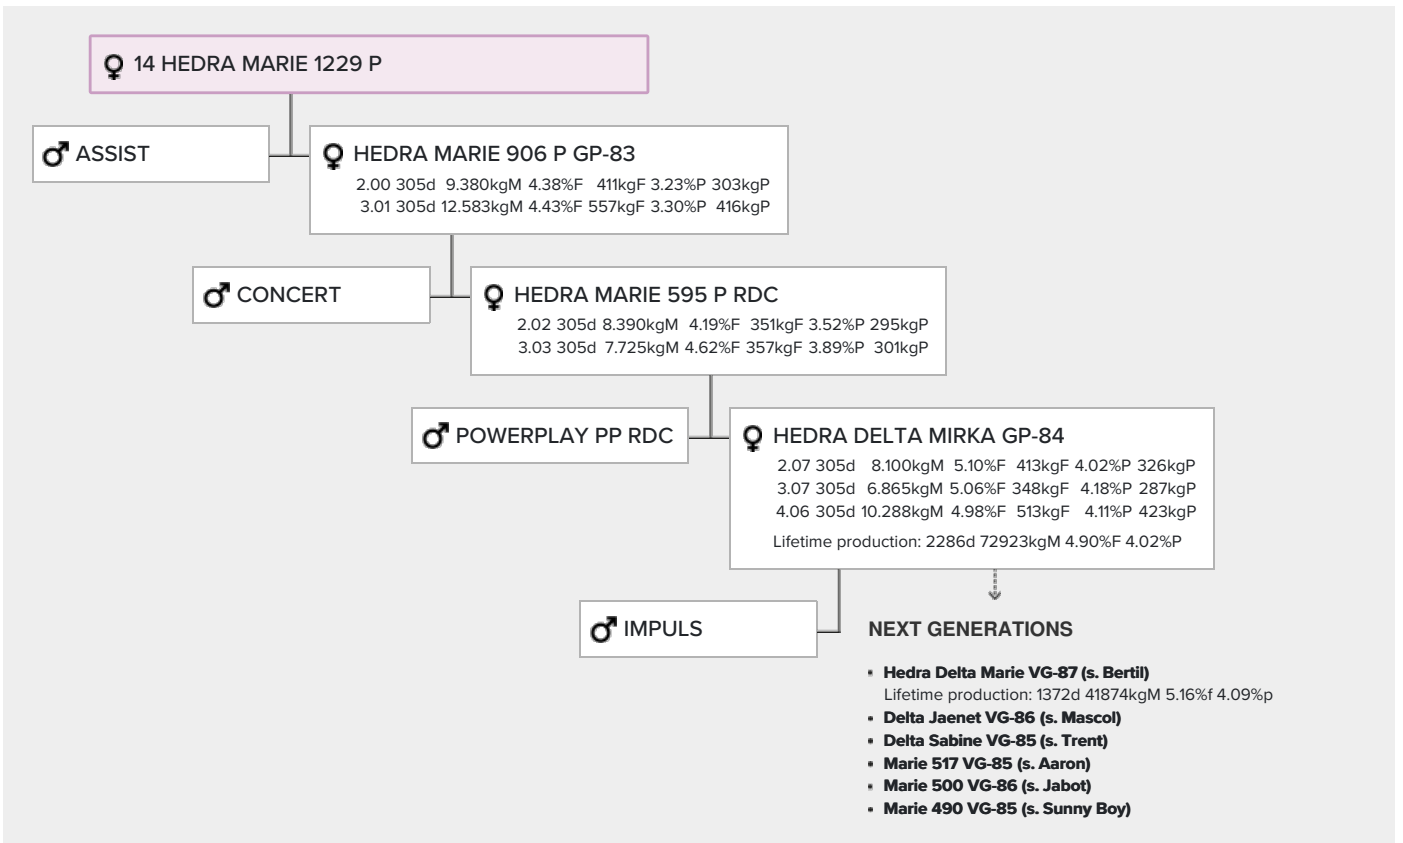 14 HEDRA MARIE 1229 P
ASSIST
HEDRA MARIE 906 P GP-83
2.00 305d 9.380kgM 4.38%F 411kgF 3.23%P 303kgP
3.01 305d 12.583kgM 4.43%F 557kgF 3.30%P 416kgP
CONCERT
HEDRA MARIE 595 P RDC
2.02 305d 8.390kgM 4.19%F 351kgF 3.52%P 295kgP
3.03 305d 7.725kgM 4.62%F 357kgF 3.89%P 301kgP
POWERPLAY PP RDC
HEDRA DELTA MIRKA GP-84
2.07 305d 8.100kgM 5.10%F 413kgF 4.02%P 326kgP
3.07 305d 6.865kgM 5.06%F 348kgF 4.18%P 287kgP
4.06 305d 10.288kgM 4.98%F 513kgF 4.11%P 423kgP
Lifetime production: 2286d 72923kgM 4.90%F 4.02%P
IMPULS
NEXT GENERATIONS
• Hedra Delta Marie VG-87 (s. Bertil)
Lifetime production: 1372d 41874kgM 5.16%f 4.09%p
• Delta Jaenet VG-86 (s. Mascol)
• Delta Sabine VG-85 (s. Trent)
• Marie 517 VG-85 (s. Aaron)
• Marie 500 VG-86 (s. Jabot)
• Marie 490 VG-85 (s. Sunny Boy)